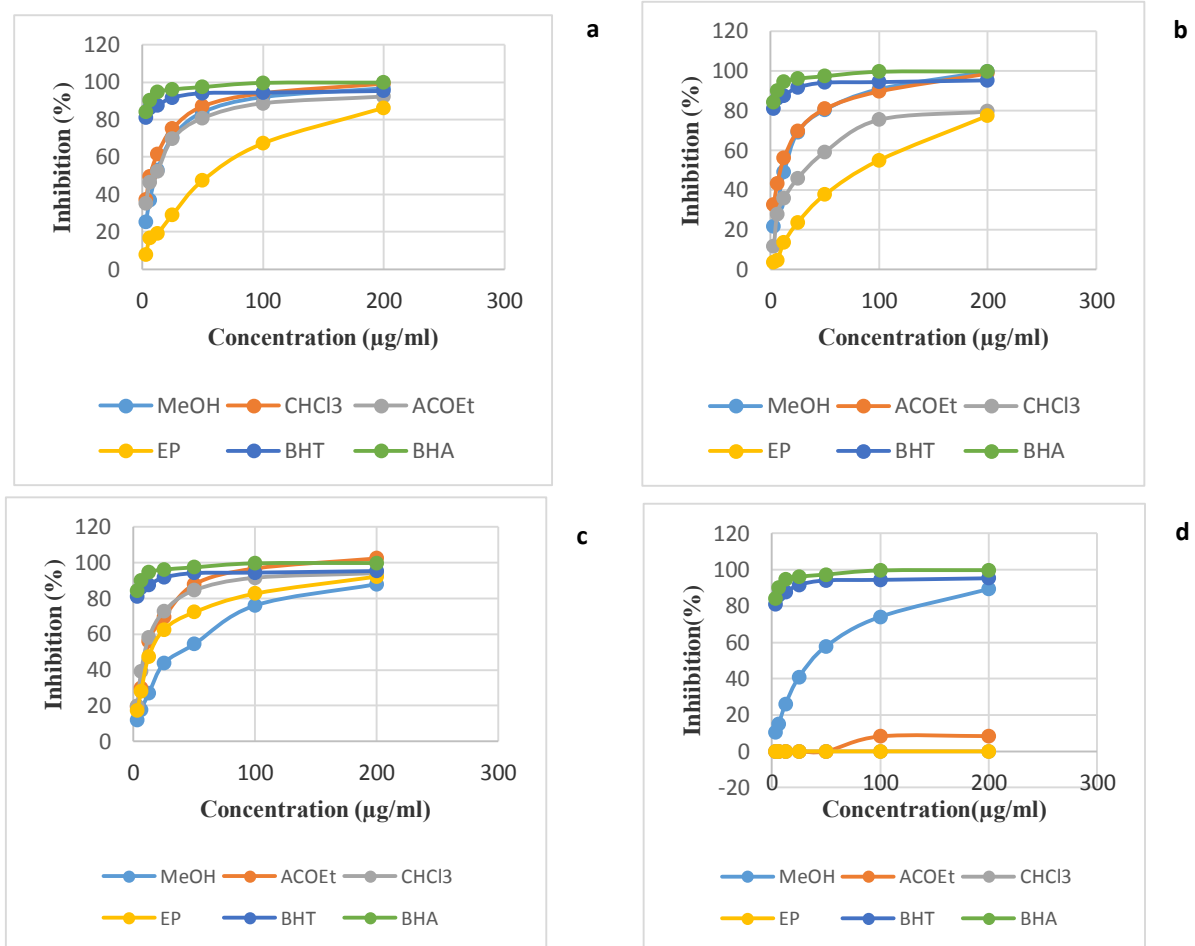 a
120
100
80
60
40
20
0
Inhibition (%)
0 100 200 300
Concentration (µg/ml)
MeOH CHCl3 ACOEt
EP BHT BHA
b
120
100
80
60
40
20
0
Inhibition (%)
0 100 200 300
Concentration (µg/ml)
MeOH ACOEt CHCl3
EP BHT BHA
c
120
100
80
60
40
20
0
Inhibition (%)
0 100 200 300
Concentration (µg/ml)
MeOH ACOEt CHCl3
EP BHT BHA
d
120
100
80
60
40
20
0
-20
Inhiibition(%)
0 100 200 300
Concentration(µg/ml)
MeOH ACOEt CHCl3
EP BHT BHA